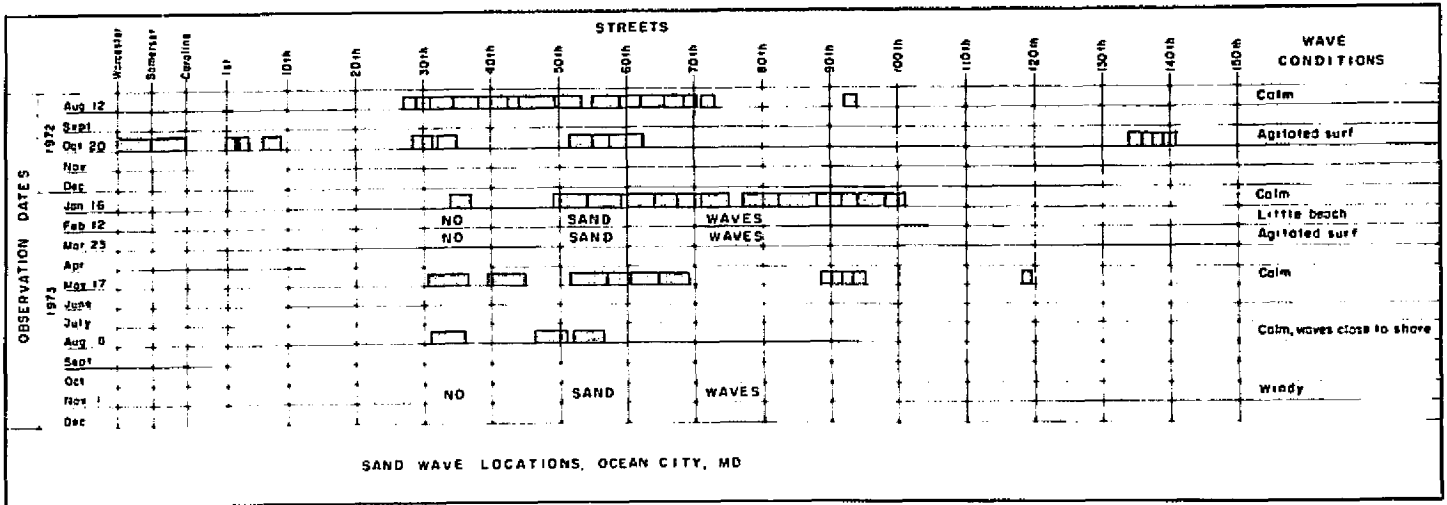 STREETS
WAVE
CONDITIONS
Worcester Somerset Caroline 1st 10th 20th 30th 40th 50th 60th 70th 80th 90th 100th 110th 120th 130th 140th 150th
OBSERVATION DATES
1972
Aug 12 Calm
Sept
Oct 20 Agitated surf
Nov
Dec
1973
Jan 16 Calm
Feb 12 NO SAND WAVES Little beach
Mar 23 NO SAND WAVES Agitated surf
Apr
May 17 Calm
June
July
Aug Calm, waves close to shore
Sept
Oct
Nov 1 NO SAND WAVES Windy
Dec
SAND WAVE LOCATIONS, OCEAN CITY, MD